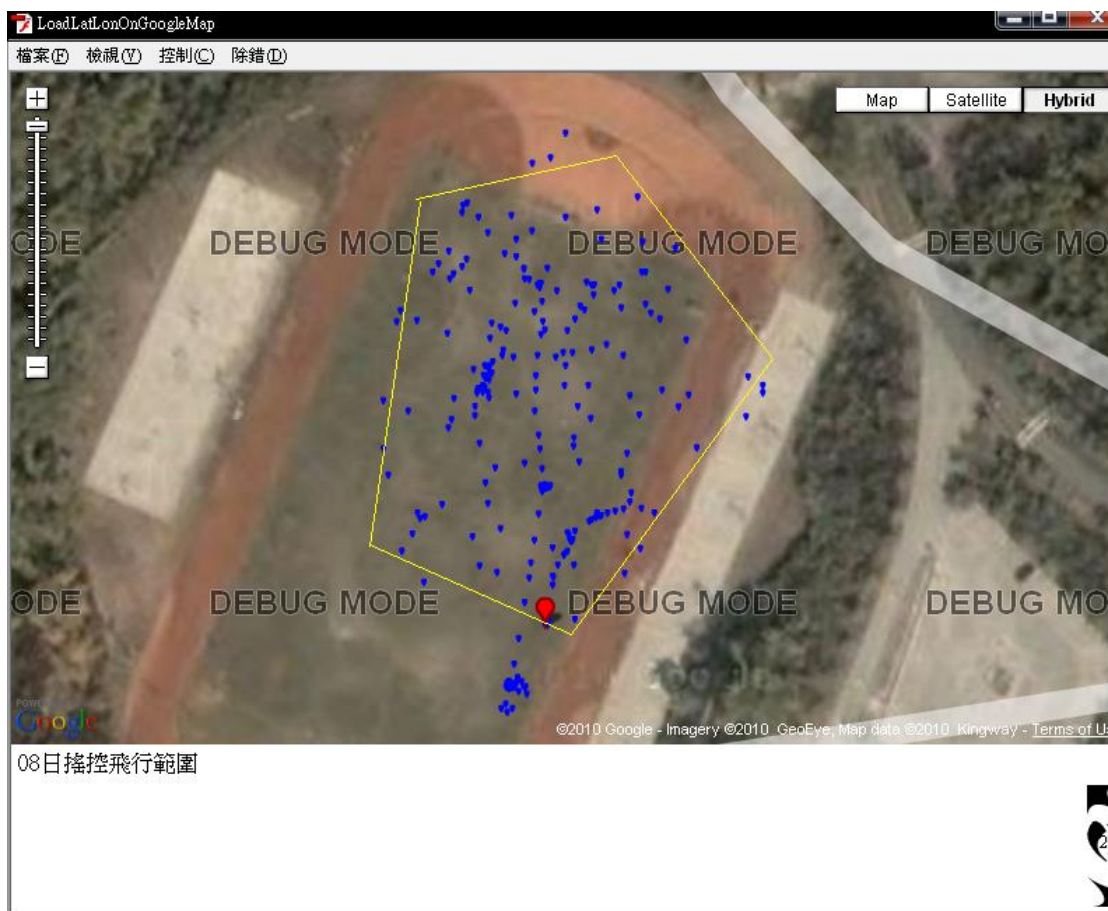 LoadLatLonOnGoogleMap
檔案(F) 檢視(V) 控制(C) 除錯(D)
Map Satellite Hybrid
ODE DEBUG MODE DEBUG MODE DEBUG MO
ODE DEBUG MODE DEBUG MODE DEBUG MO
Google
©2010 Google - Imagery ©2010 GeoEye, Map data ©2010 Kingway - Terms of U
08日搖控飛行範圍
2